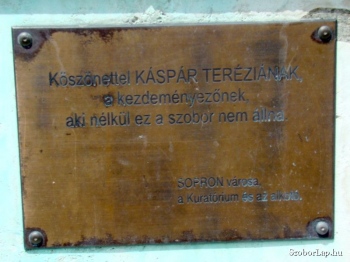 Köszönettel KÁSPÁR TERÉZIÁNAK,
a kezdeményezőnek,
aki nélkül ez a szobor nem állna.
SOPRON városa,
a Kuratórium és az alkotó.
SzoborLap.hu